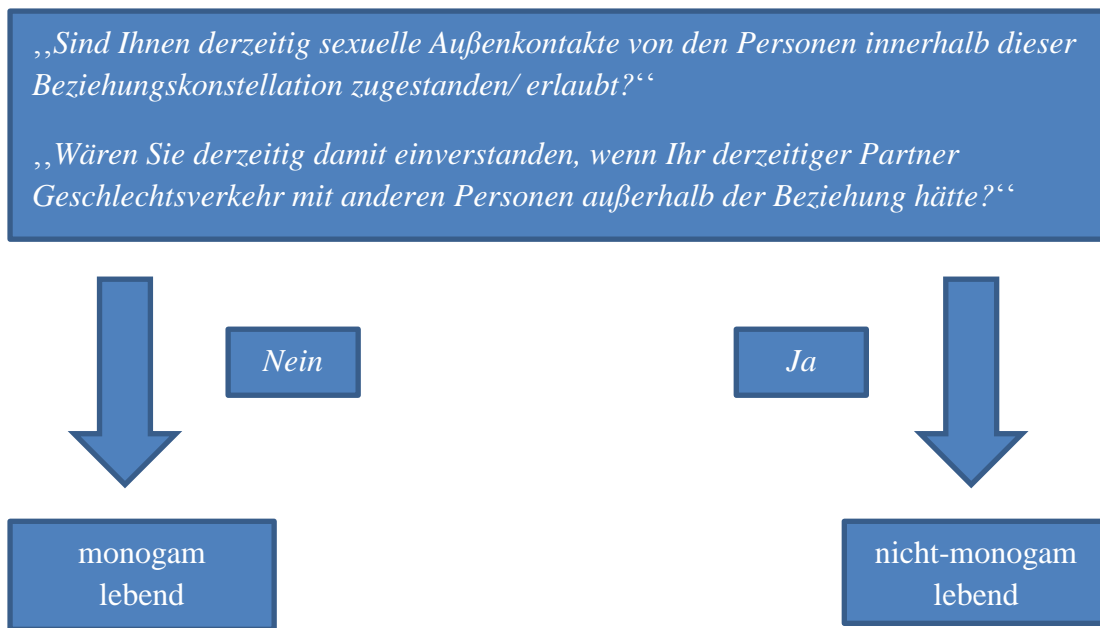 ,,Sind Ihnen derzeitig sexuelle Außenkontakte von den Personen innerhalb dieser
Beziehungskonstellation zugestanden/ erlaubt?‘‘
,,Wären Sie derzeitig damit einverstanden, wenn Ihr derzeitiger Partner
Geschlechtsverkehr mit anderen Personen außerhalb der Beziehung hätte?‘‘
Nein
Ja
monogam
lebend
nicht-monogam
lebend